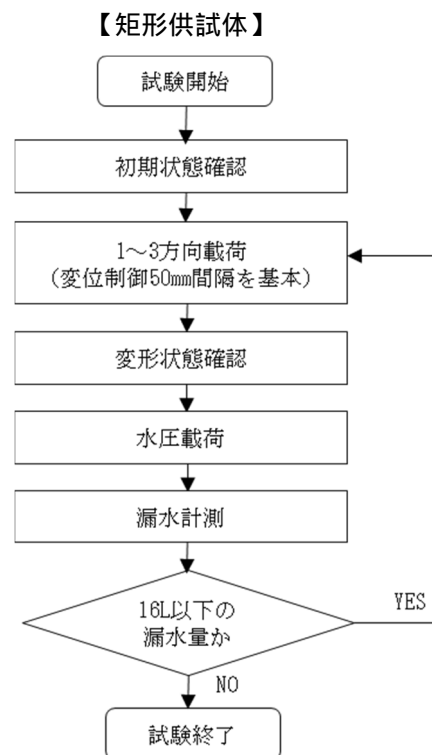 【矩形供試体】
試験開始
初期状態確認
1～3方向載荷
(変位制御50mm間隔を基本)
変形状態確認
水圧載荷
漏水計測
16L以下の
漏水量か
YES
NO
試験終了